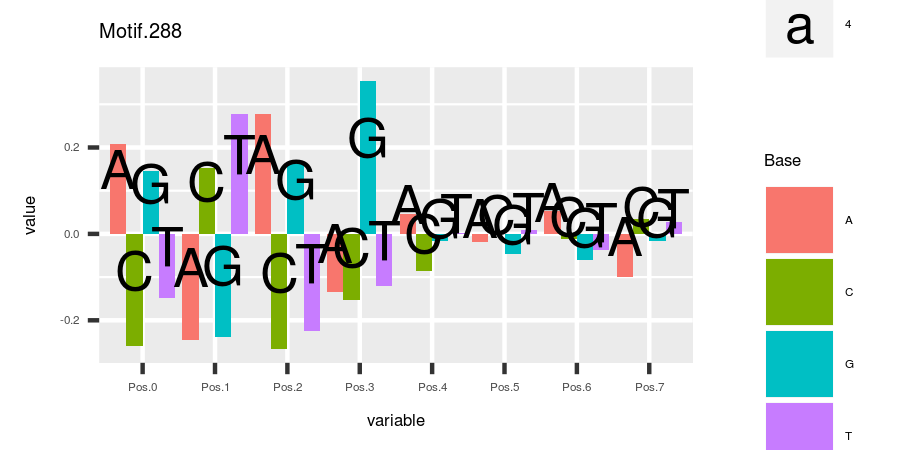 Motif.288
a 4
value
0.2
0.0
-0.2
A C G T A C G T A C G T A C G T A C G T A C G T A C G T A C G T
Pos.0 Pos.1 Pos.2 Pos.3 Pos.4 Pos.5 Pos.6 Pos.7
variable
Base
A
C
G
T